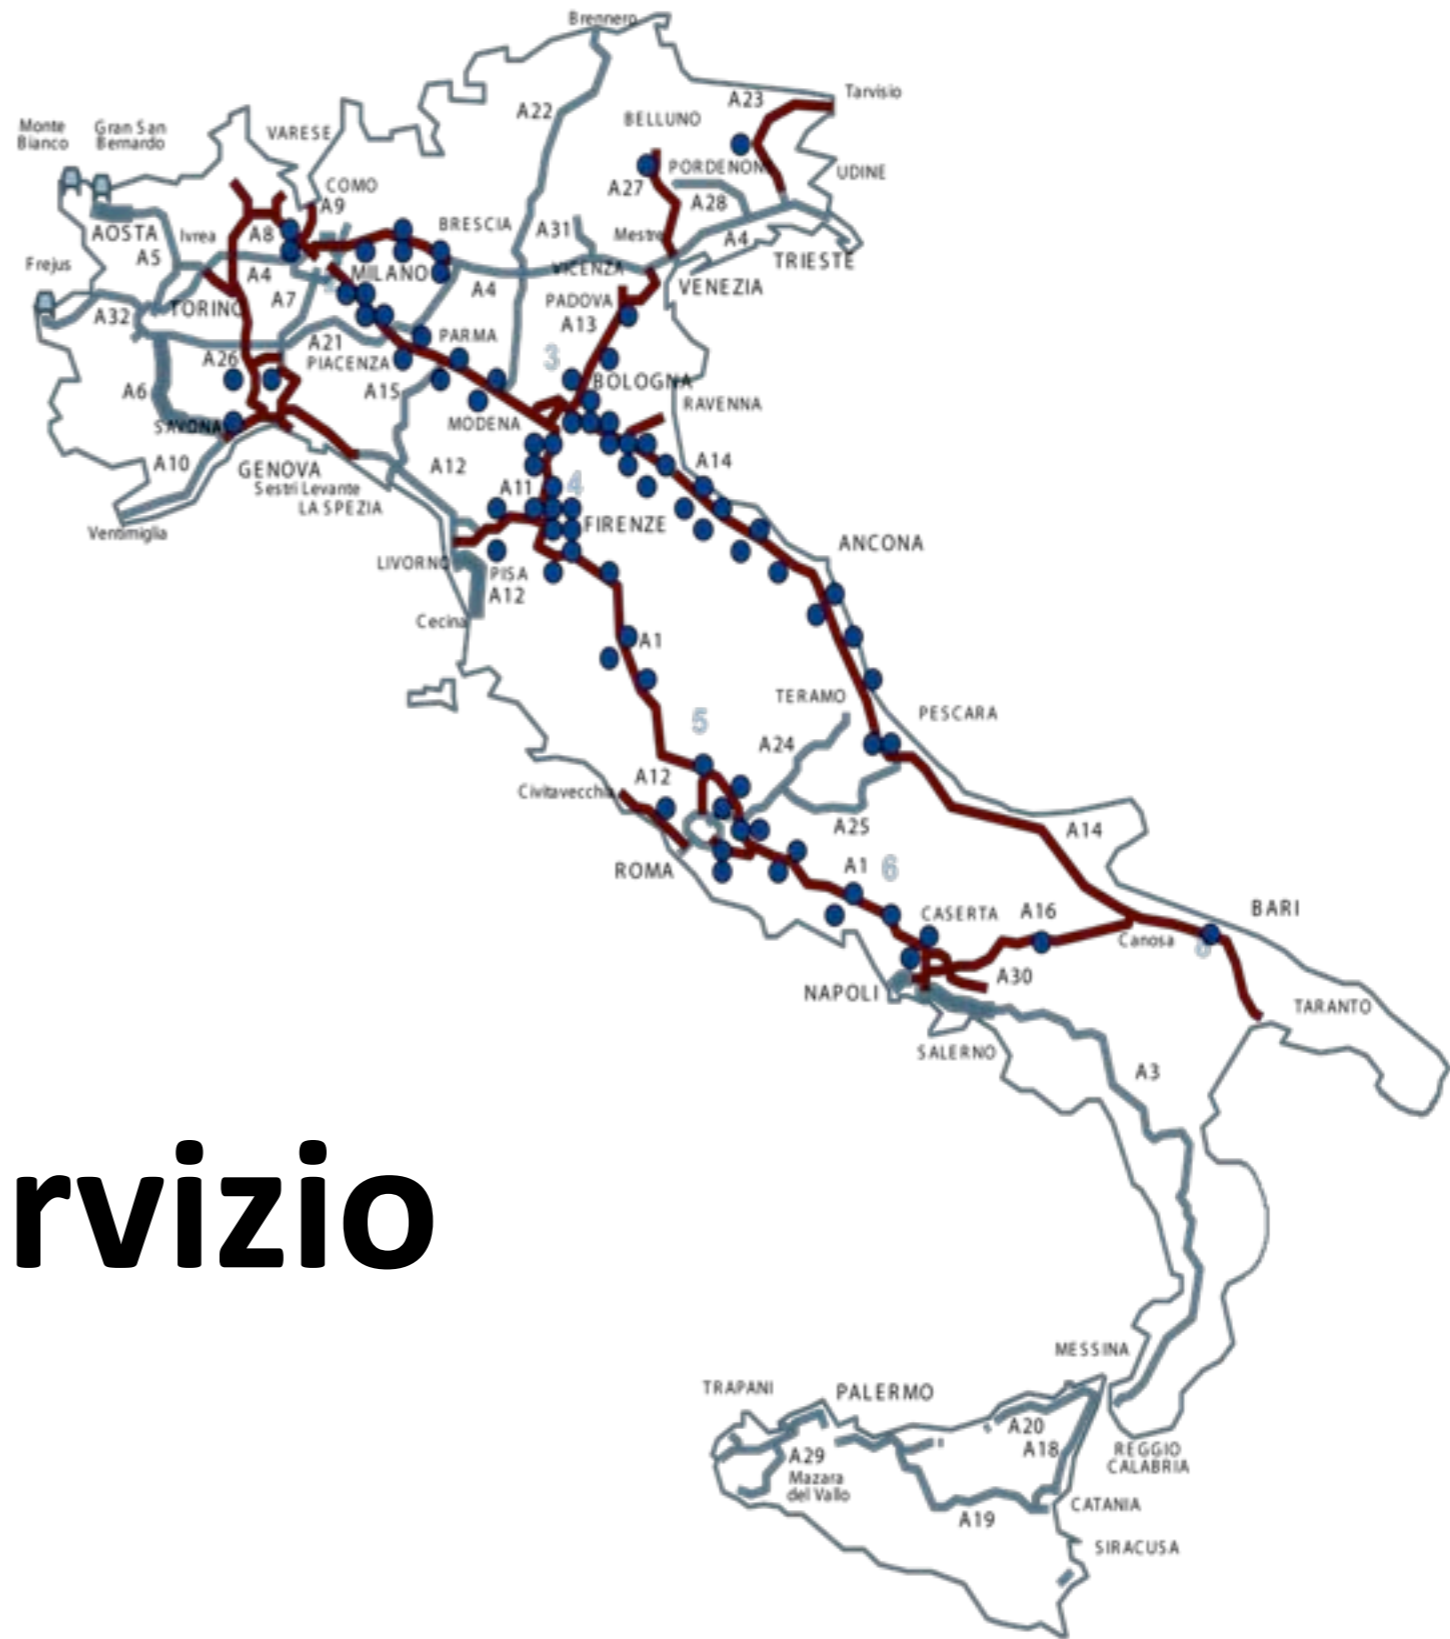 Brennero
Tarvisio
A23
A22
BELLUNO
Monte
Bianco
Gran San
Bernardo
VARESE
PORDENON
UDINE
A27
COMO
A9
A28
AOSTA
Ivrea
A8
BRESCIA
A31
Mestre
A4
TRIESTE
A5
Frejus
A4
MILANO
VICENZA
A4
VENEZIA
A7
PADOVA
A32
TORINO
A13
A21
PARMA
A26
PIACENZA
3
BOLOGNA
A6
A15
RAVENNA
SAVONA
MODENA
A10
GENOVA
A12
A14
Sestri Levante
LA SPEZIA
A11
4
Ventimiglia
FIRENZE
ANCONA
LIVORNO
PISA
A12
Cecina
A1
TERAMO
PESCARA
5
A24
A12
Civitavecchia
A25
A14
ROMA
A1
6
CASERTA
A16
BARI
Canosa
A30
NAPOLI
TARANTO
SALERNO
A3
rvizio
MESSINA
TRAPANI
PALERMO
A20
A18
REGGIO
CALABRIA
A29
Mazara
del Vallo
CATANIA
A19
SIRACUSA